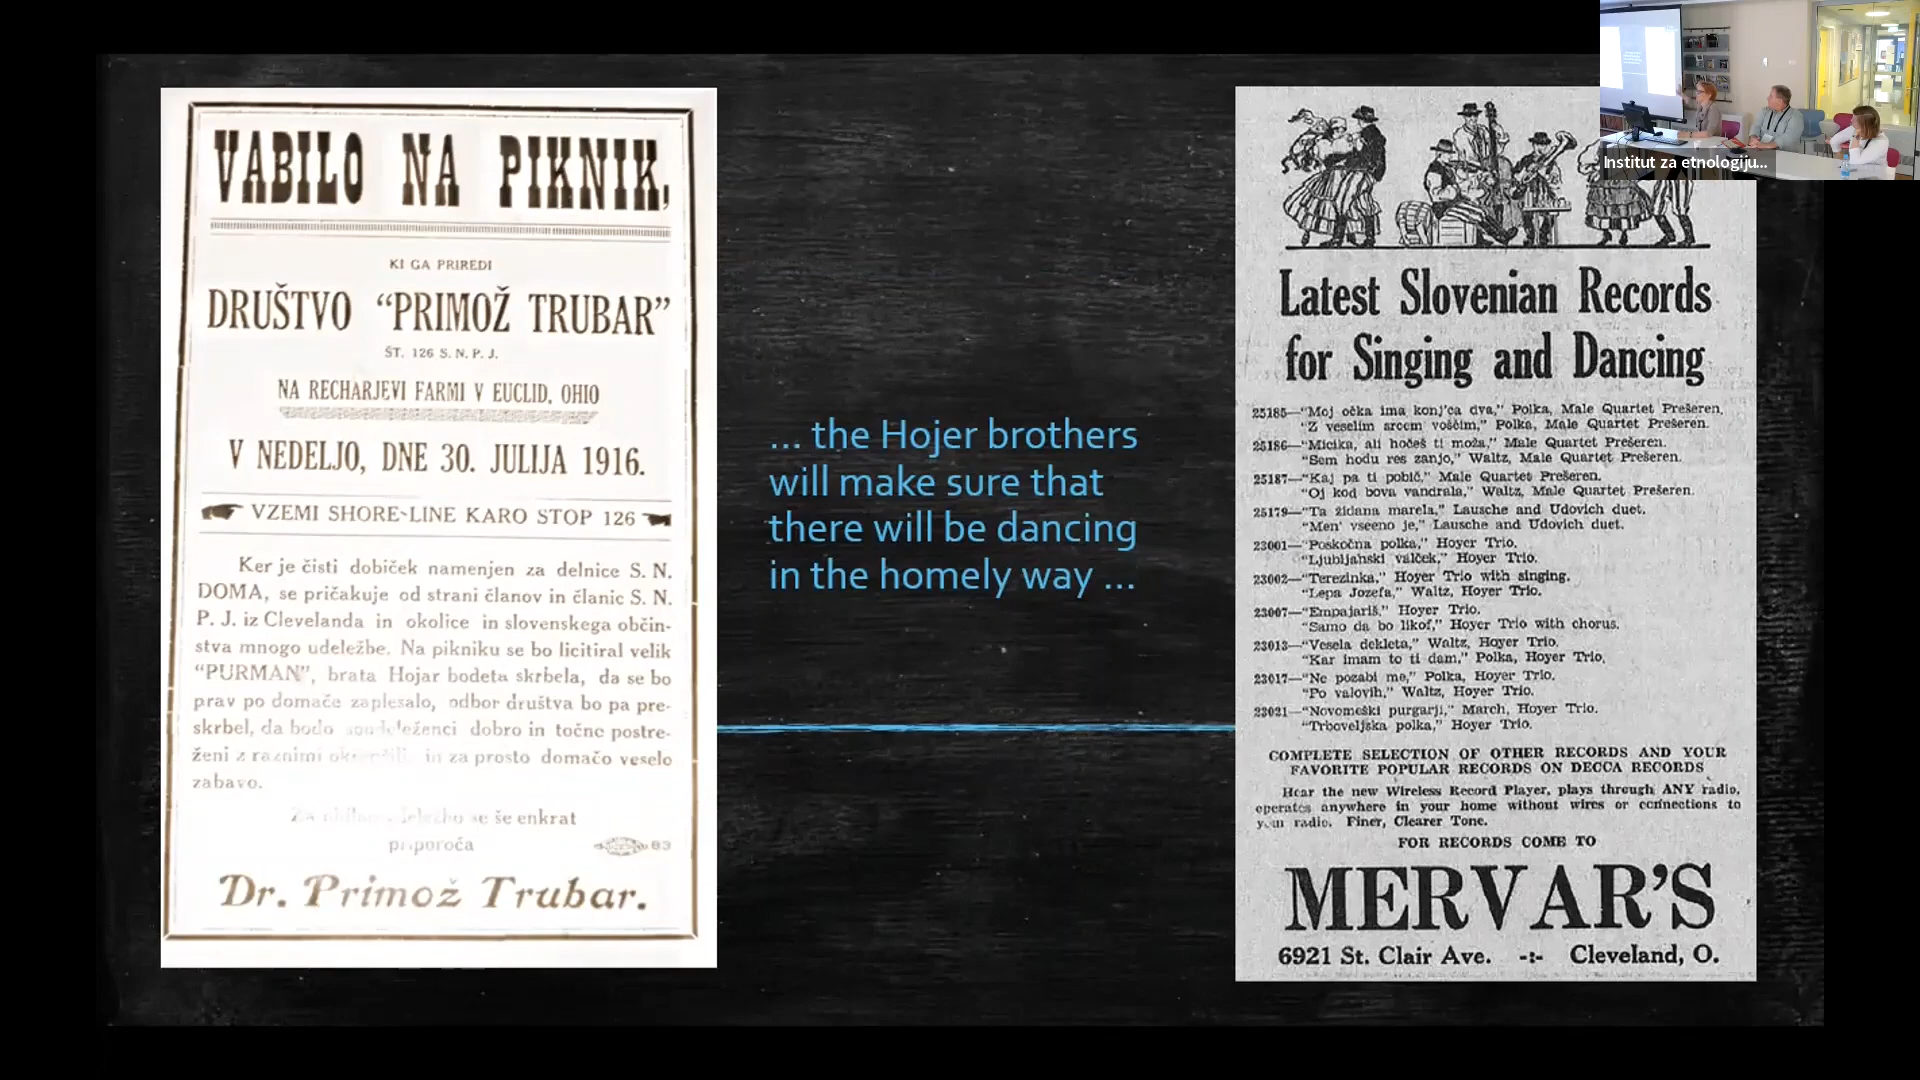 VABILO NA PIKNIK,
KI GA PRIREDI
DRUŠTVO “PRIMOŽ TRUBAR”
ŠT. 126 S. N. P. J.
NA RECHARJEVI FARMI V EUCLID, OHIO
V NEDELJO, DNE 30. JULIJA 1916.
VZEMI SHORE-LINE KARO STOP 126
Ker je čisti dobiček namenjen za delnice S. N.
DOMA, se pričakuje od strani članov in članic S. N.
P. J. iz Clevelanda in okolice in slovenskega občin-
stva mnogo udeležbe. Na pikniku se bo licitiral velik
“PURMAN”, brata Hojar bodeta skrbela, da se bo
prav po domače zaplesalo, odbor društva bo pa pre-
skrbel, da bodo soudeleženci dobro in točno postre-
ženi z raznimi in za prosto domačo veselo
zabavo.
Za se še enkrat
priporoča
83
Dr. Primož Trubar.
... the Hojer brothers
will make sure that
there will be dancing
in the homely way ...
Latest Slovenian Records
for Singing and Dancing
25185—“Moj očka ima konj'ca dva,” Polka, Male Quartet Prešeren.
“Z veselim srcem voščim,” Polka, Male Quartet Prešeren.
25186—“Micika, ali hočeš ti moža,” Male Quartet Prešeren.
“Sem hodu res zanjo,” Waltz, Male Quartet Prešeren.
25187—“Kaj pa ti pobič,” Male Quartet Prešeren.
“Oj kod bova vandrala,” Waltz, Male Quartet Prešeren.
25179—“Ta židana marela,” Lausche and Udovich duet.
“Men' vseeno je,” Lausche and Udovich duet.
23001—“Poskočna polka,” Hoyer Trio.
“Ljubljanski valček,” Hoyer Trio.
23002—“Terezinka,” Hoyer Trio with singing.
“Lepa Jozefa,” Waltz, Hoyer Trio.
23007—“Empajariš,” Hoyer Trio.
“Samo da bo likof,” Hoyer Trio with chorus.
23013—“Vesela dekleta,” Waltz, Hoyer Trio.
“Kar imam to ti dam,” Polka, Hoyer Trio.
23017—“Ne pozabi me,” Polka, Hoyer Trio.
“Po valovih,” Waltz, Hoyer Trio.
23021—“Novomeški purgarji,” March, Hoyer Trio.
“Trboveljska polka,” Hoyer Trio.
COMPLETE SELECTION OF OTHER RECORDS AND YOUR
FAVORITE POPULAR RECORDS ON DECCA RECORDS
Hear the new Wireless Record Player, plays through ANY radio,
operates anywhere in your home without wires or connections to
your radio. Finer, Clearer Tone.
FOR RECORDS COME TO
MERVAR'S
6921 St. Clair Ave. -:- Cleveland, O.
Institut za etnologiju...